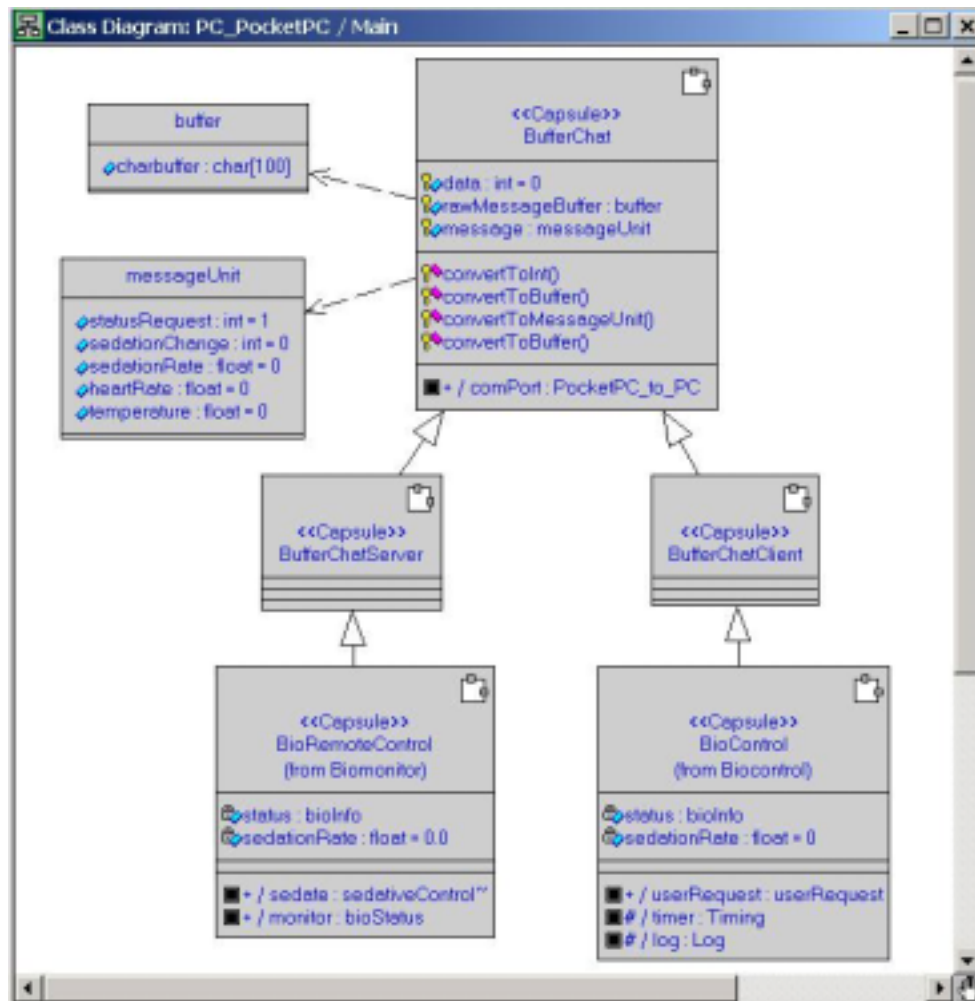 Class Diagram: PC_PocketPC / Main
buffer
charbuffer : char[100]
messageUnit
statusRequest : int = 1
sedationChange : int = 0
sedationRate : float = 0
heartRate : float = 0
temperature : float = 0
<<Capsule>>
BufferChat
data : int = 0
rawMessageBuffer : buffer
message : messageUnit
convertToInt()
convertToBuffer()
convertToMessageUnit()
convertToBuffer()
+ / comPort : PocketPC_to_PC
<<Capsule>>
BufferChatServer
<<Capsule>>
BufferChatClient
<<Capsule>>
BioRemoteControl
(from Biomonitor)
status : bioInfo
sedationRate : float = 0.0
+ / sedate : sedativeControl~
+ / monitor : bioStatus
<<Capsule>>
BioControl
(from Biocontrol)
status : bioInfo
sedationRate : float = 0
+ / userRequest : userRequest
# / timer : Timing
# / log : Log